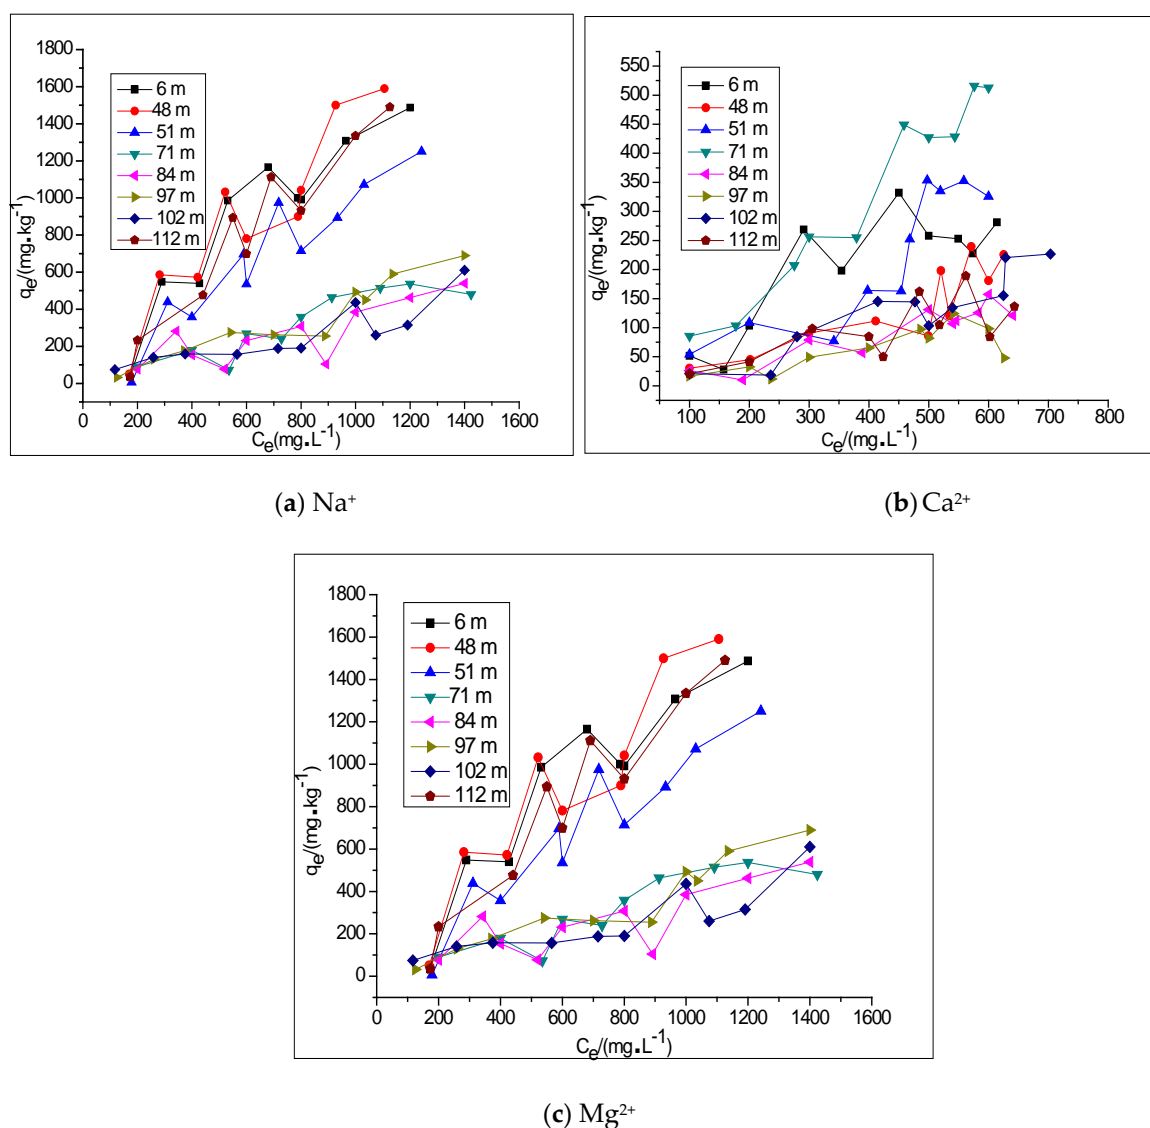 1800
1600
1400
1200
1000
800
600
400
200
0
qe/(mg.kg-1)
6 m
48 m
51 m
71 m
84 m
97 m
102 m
112 m
0 200 400 600 800 1000 1200 1400 1600
Ce(mg.L-1)
(a) Na+
550
500
450
400
350
300
250
200
150
100
50
0
qe/(mg.kg-1)
6 m
48 m
51 m
71 m
84 m
97 m
102 m
112 m
100 200 300 400 500 600 700 800
Ce/(mg.L-1)
(b) Ca2+
1800
1600
1400
1200
1000
800
600
400
200
0
qe/(mg.kg-1)
6 m
48 m
51 m
71 m
84 m
97 m
102 m
112 m
0 200 400 600 800 1000 1200 1400 1600
Ce/(mg.L-1)
(c) Mg2+